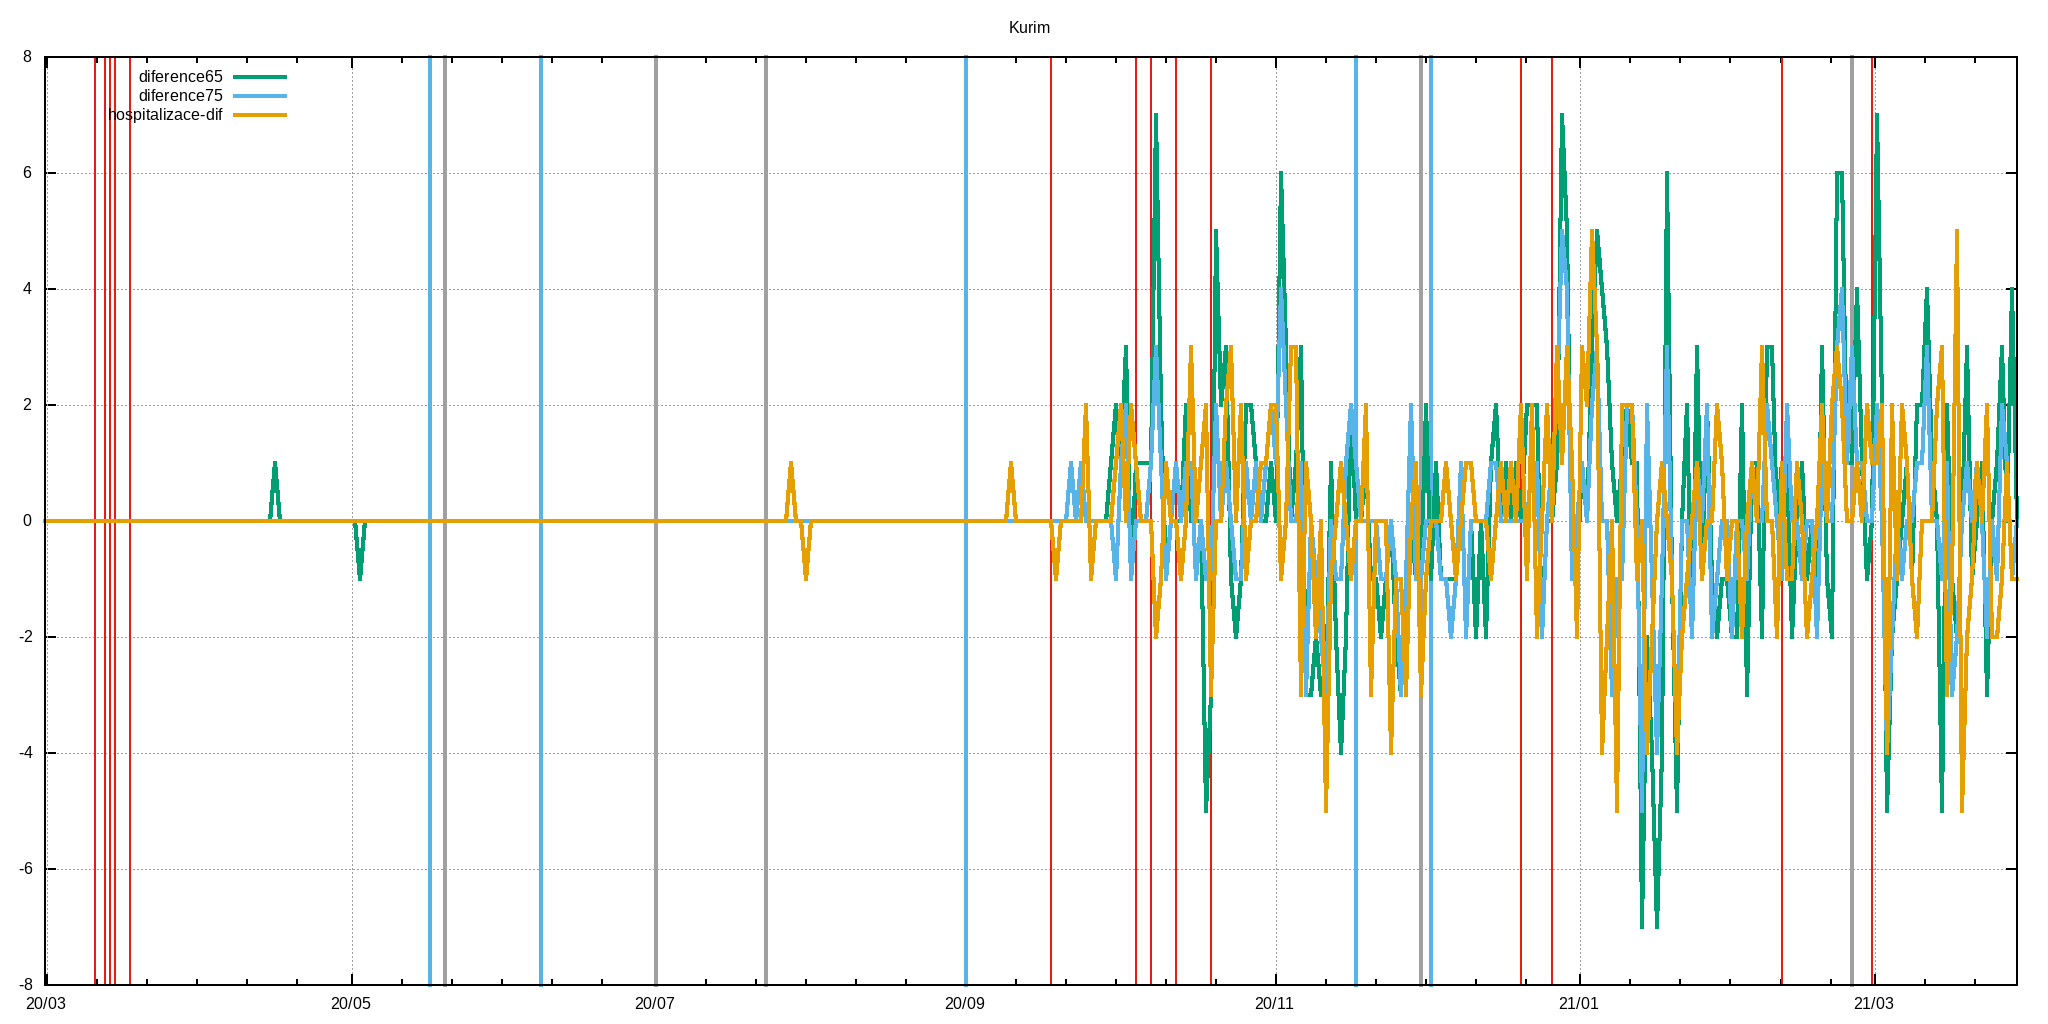 Kurim
diference65
diference75
hospitalizace-dif
8
6
4
2
0
-2
-4
-6
-8
20/03 20/05 20/07 20/09 20/11 21/01 21/03